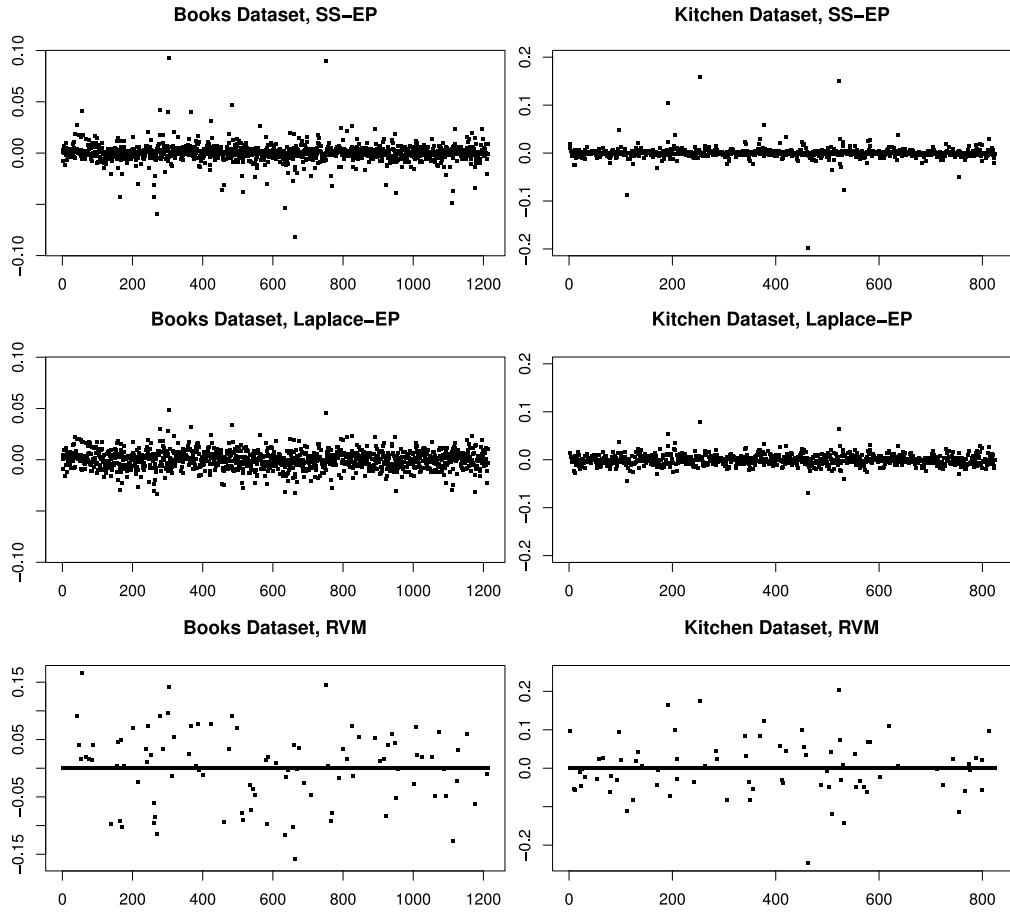 Books Dataset, SS−EP
0.10
0.05
0.00
−0.10
0 200 400 600 800 1000 1200
Kitchen Dataset, SS−EP
0.2
0.1
0.0
−0.1
−0.2
0 200 400 600 800
Books Dataset, Laplace−EP
0.10
0.05
0.00
−0.10
0 200 400 600 800 1000 1200
Kitchen Dataset, Laplace−EP
0.2
0.1
0.0
−0.1
−0.2
0 200 400 600 800
Books Dataset, RVM
0.15
0.05
−0.05
−0.15
0 200 400 600 800 1000 1200
Kitchen Dataset, RVM
0.2
0.1
0.0
−0.2
0 200 400 600 800